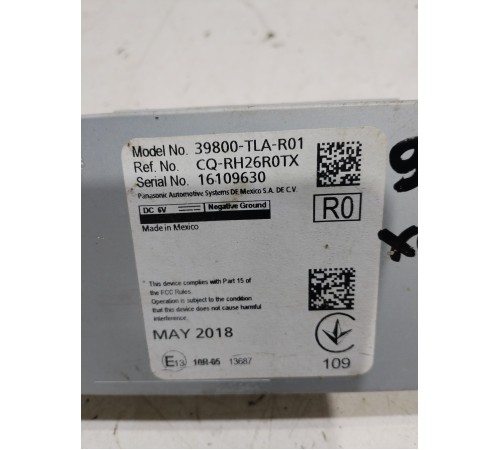 Model No. 39800-TLA-R01
Ref. No. CQ-RH26R0TX
Serial No. 16109630
Panasonic Automotive Systems DE Mexico S.A. DE C.V.
DC 6V Negative Ground
R0
Made in Mexico
This device complies with Part 15 of
the FCC Rules.
Operation is subject to the condition
that this device does not cause harmful
interference.
MAY 2018
E13 10R-05 13687
109